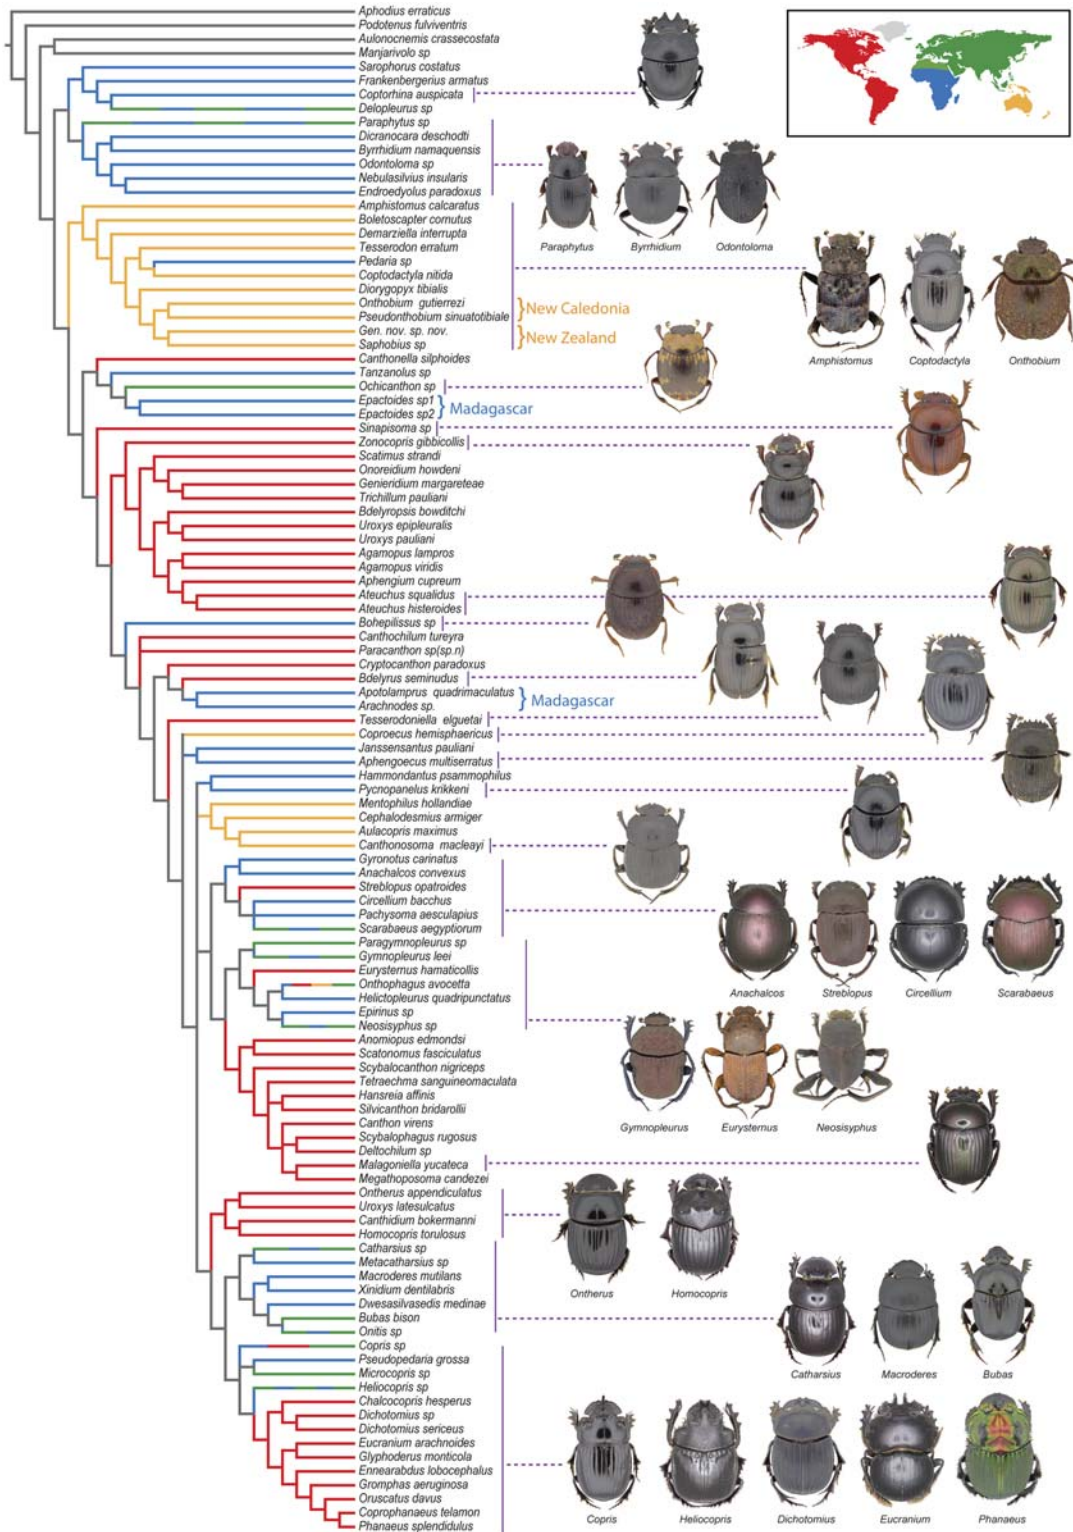 Aphodius erraticus
Podotenus fulviventris
Aulonocnemis crassecostata
Manjarivolo sp
Sarophorus costatus
Frankenbergerius armatus
Coptorhina auspicata
Delopleurus sp
Paraphytus sp
Dicranocara deschodti
Byrrhidium namaquensis
Odontoloma sp
Nebulasilvius insularis
Endroedyolus paradoxus
Paraphytus Byrrhidium Odontoloma
Amphistomus calcaratus
Boletoscapter cornutus
Demarziella interrupta
Tesserodon erratum
Pedaria sp
Coptodactyla nitida
Diorygopyx tibialis
Onthobium gutierrezi
Pseudonthobium sinuatotibiale
New Caledonia
Gen. nov. sp. nov.
Saphobius sp
New Zealand
Amphistomus Coptodactyla Onthobium
Canthonella silphoides
Tanzanolus sp
Ochicanthon sp
Epactoides sp1
Epactoides sp2
Madagascar
Sinapisoma sp
Zonocopris gibbicollis
Scatimus strandi
Onoreidium howdeni
Genieridium margareteae
Trichillum pauliani
Bdelyropsis bowditchi
Uroxys epipleuralis
Uroxys pauliani
Agamopus lampros
Agamopus viridis
Aphengium cupreum
Ateuchus squalidus
Ateuchus histeroides
Bohepilissus sp
Canthochilum tureyra
Paracanthon sp(sp.n)
Cryptocanthon paradoxus
Bdelyrus seminudus
Apotolamprus quadrimaculatus
Arachnodes sp.
Madagascar
Tesserodoniella elguetai
Coproecus hemisphaericus
Janssensantus pauliani
Aphengoecus multiserratus
Hammondantus psammophilus
Pycnopanelus krikkeni
Mentophilus hollandiae
Cephalodesmius armiger
Aulacopris maximus
Canthonosoma macleayi
Gyronotus carinatus
Anachalcos convexus
Streblopus opatroides
Circellium bacchus
Pachysoma aesculapius
Scarabaeus aegyptiorum
Anachalcos Streblopus Circellium Scarabaeus
Paragymnopleurus sp
Gymnopleurus leei
Eurysternus hamaticollis
Onthophagus avocetta
Helictopleurus quadripunctatus
Epirinus sp
Neosisyphus sp
Gymnopleurus Eurysternus Neosisyphus
Anomiopus edmondsi
Scatonomus fasciculatus
Scybalocanthon nigriceps
Tetraechma sanguineomaculata
Hansreia affinis
Silvicanthon bridarollii
Canthon virens
Scybalophagus rugosus
Deltochilum sp
Malagoniella yucateca
Megathoposoma candezei
Ontherus appendiculatus
Uroxys latesulcatus
Canthidium bokermanni
Homocopris torulosus
Ontherus Homocopris
Catharsius sp
Metacatharsius sp
Macroderes mutilans
Xinidium dentilabris
Dwesasilvasedis medinae
Bubas bison
Onitis sp
Catharsius Macroderes Bubas
Copris sp
Pseudopedaria grossa
Microcopris sp
Heliocopris sp
Chalcocopris hesperus
Dichotomius sp
Dichotomius sericeus
Eucranium arachnoides
Glyphoderus monticola
Ennearabdus lobocephalus
Gromphas aeruginosa
Oruscatus davus
Coprophanaeus telamon
Phanaeus splendidulus
Copris Heliocopris Dichotomius Eucranium Phanaeus